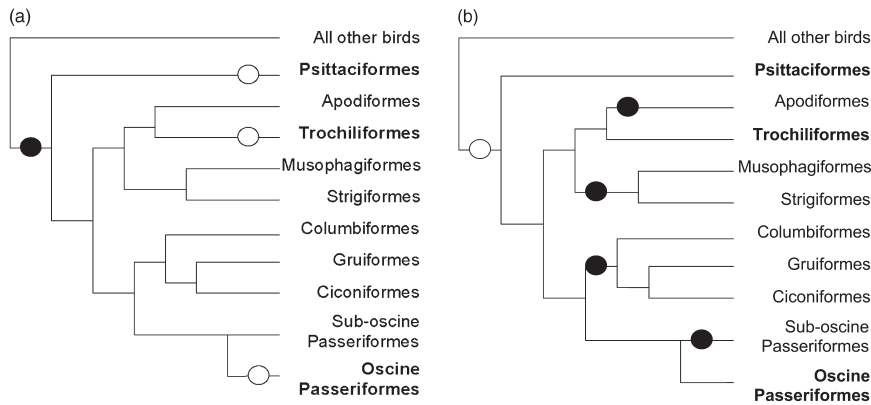 (a)
All other birds
Psittaciformes
Apodiformes
Trochiliformes
Musophagiformes
Strigiformes
Columbiformes
Gruiformes
Ciconiformes
Sub-oscine
Passeriformes
Oscine
Passeriformes
(b)
All other birds
Psittaciformes
Apodiformes
Trochiliformes
Musophagiformes
Strigiformes
Columbiformes
Gruiformes
Ciconiformes
Sub-oscine
Passeriformes
Oscine
Passeriformes